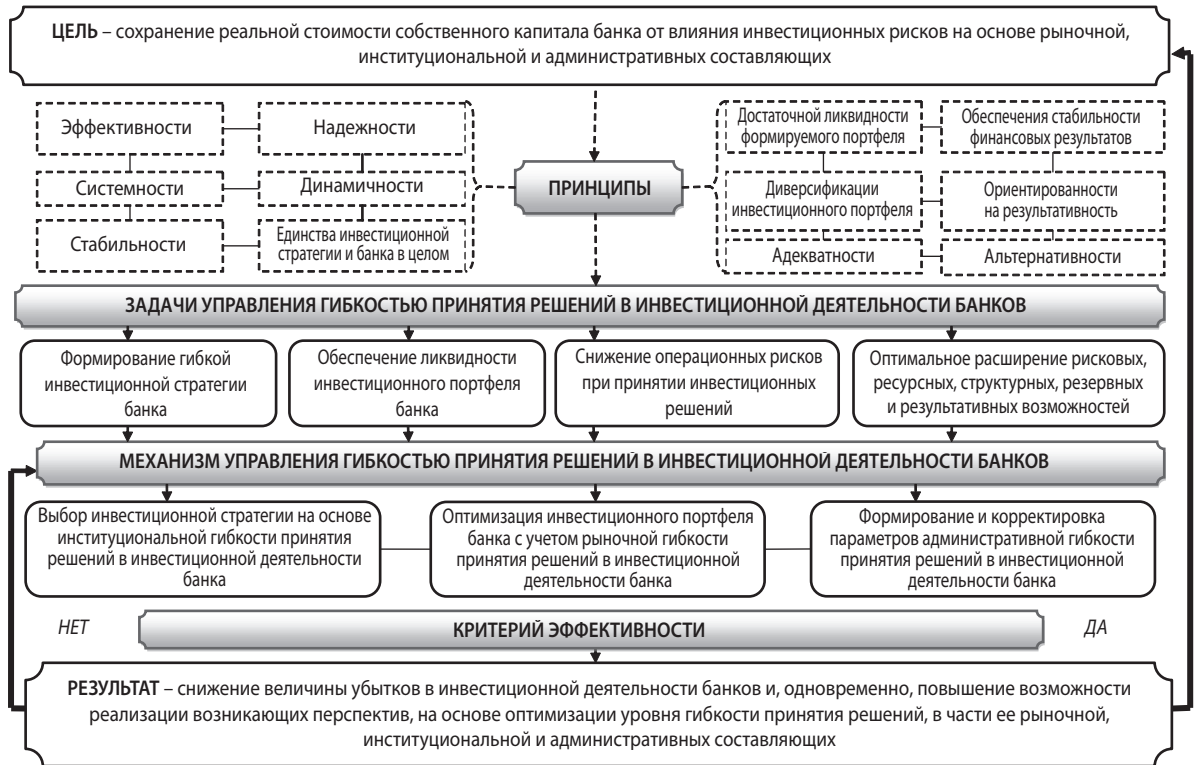 ЦЕЛЬ – сохранение реальной стоимости собственного капитала банка от влияния инвестиционных рисков на основе рыночной,
институциональной и административных составляющих
Эффективности
Надежности
Системности
Динамичности
Стабильности
Единства инвестиционной
стратегии и банка в целом
ПРИНЦИПЫ
Достаточной ликвидности
формируемого портфеля
Обеспечения стабильности
финансовых результатов
Диверсификации
инвестиционного портфеля
Ориентированности
на результативность
Адекватности
Альтернативности
ЗАДАЧИ УПРАВЛЕНИЯ ГИБКОСТЬЮ ПРИНЯТИЯ РЕШЕНИЙ В ИНВЕСТИЦИОННОЙ ДЕЯТЕЛЬНОСТИ БАНКОВ
Формирование гибкой
инвестиционной стратегии
банка
Обеспечение ликвидности
инвестиционного портфеля
банка
Снижение операционных рисков
при принятии инвестиционных
решений
Оптимальное расширение рисковых,
ресурсных, структурных, резервных
и результативных возможностей
МЕХАНИЗМ УПРАВЛЕНИЯ ГИБКОСТЬЮ ПРИНЯТИЯ РЕШЕНИЙ В ИНВЕСТИЦИОННОЙ ДЕЯТЕЛЬНОСТИ БАНКОВ
Выбор инвестиционной стратегии на основе
институциональной гибкости принятия
решений в инвестиционной деятельности
банка
Оптимизация инвестиционного портфеля
банка с учетом рыночной гибкости
принятия решений в инвестиционной
деятельности банка
Формирование и корректировка
параметров административной гибкости
принятия решений в инвестиционной
деятельности банка
НЕТ
КРИТЕРИЙ ЭФФЕКТИВНОСТИ
ДА
РЕЗУЛЬТАТ – снижение величины убытков в инвестиционной деятельности банков и, одновременно, повышение возможности
реализации возникающих перспектив, на основе оптимизации уровня гибкости принятия решений, в части ее рыночной,
институциональной и административных составляющих